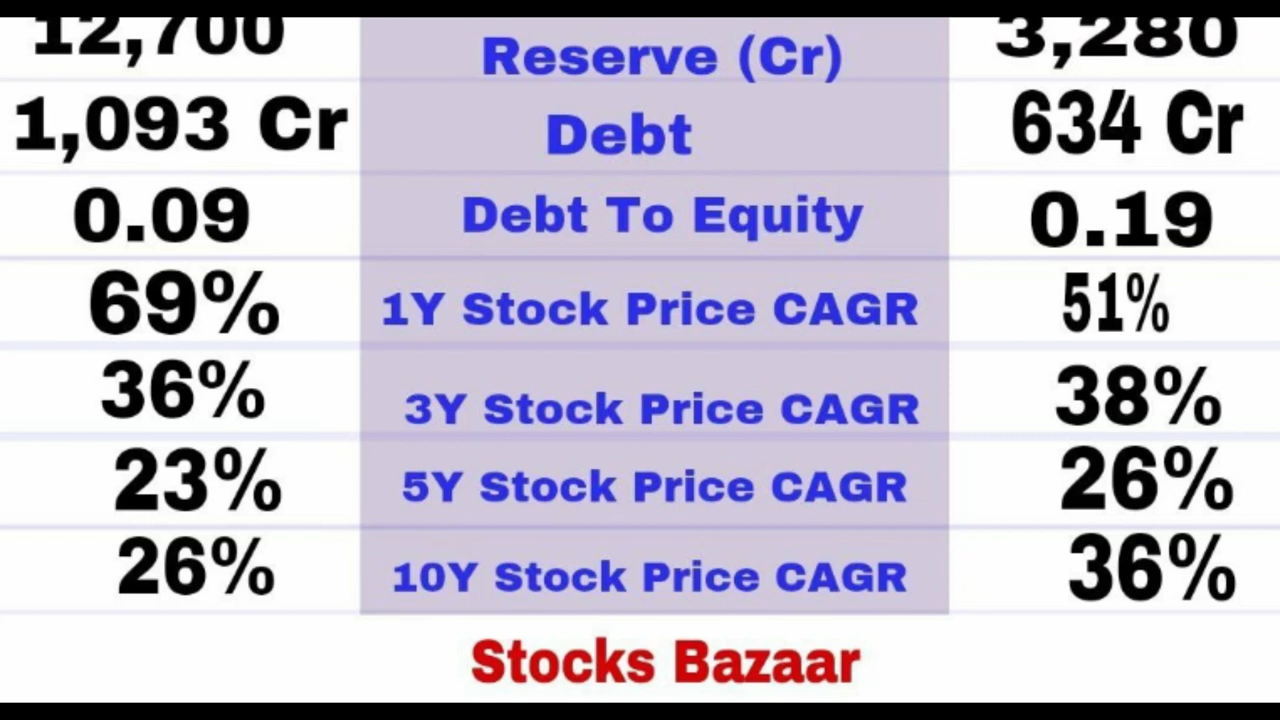 12,700 Reserve (Cr) 3,280
1,093 Cr Debt 634 Cr
0.09 Debt To Equity 0.19
69% 1Y Stock Price CAGR 51%
36% 3Y Stock Price CAGR 38%
23% 5Y Stock Price CAGR 26%
26% 10Y Stock Price CAGR 36%
Stocks Bazaar